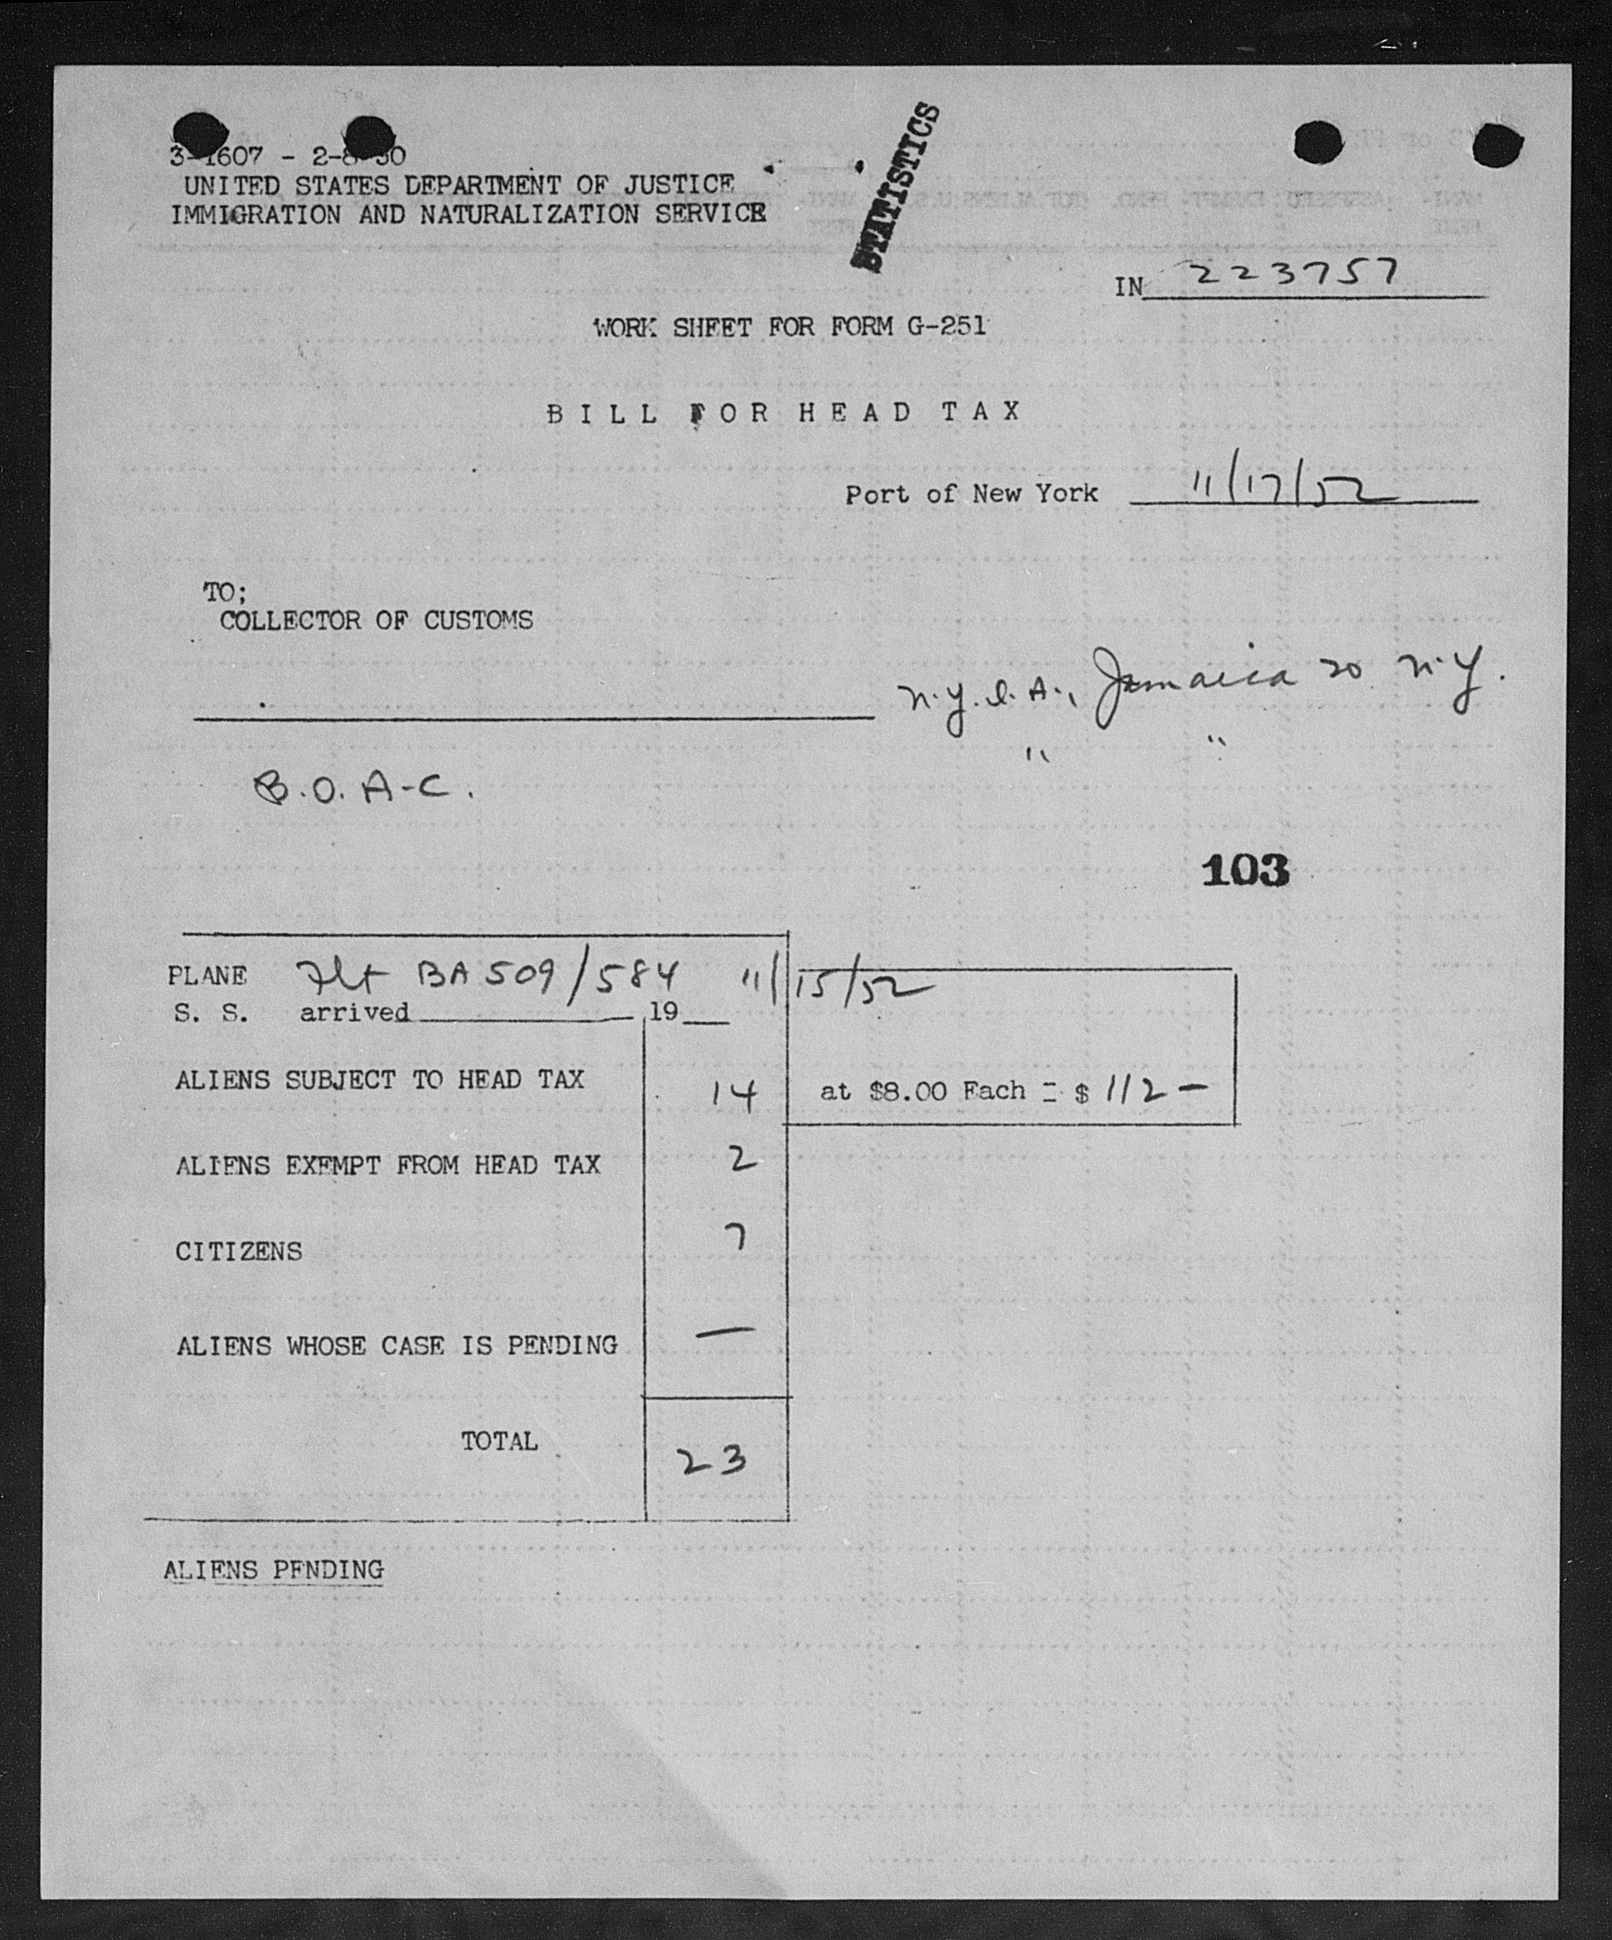 STATISTICS
3-1607 - 2-8-50
UNITED STATES DEPARTMENT OF JUSTICE
IMMIGRATION AND NATURALIZATION SERVICE
IN 223757
WORK SHEET FOR FORM G-251
BILL FOR HEAD TAX
Port of New York 11/17/52
TO;
COLLECTOR OF CUSTOMS
N.Y.I.A., Jamaica 30 N.Y.
" "
B.O.A.C.
103
PLANE Flt BA 509/584 11/15/52
S. S. arrived ,19
ALIENS SUBJECT TO HEAD TAX 14 at $8.00 Each = $ 112 —
ALIENS EXEMPT FROM HEAD TAX 2
CITIZENS 7
ALIENS WHOSE CASE IS PENDING —
TOTAL 23
ALIENS PENDING